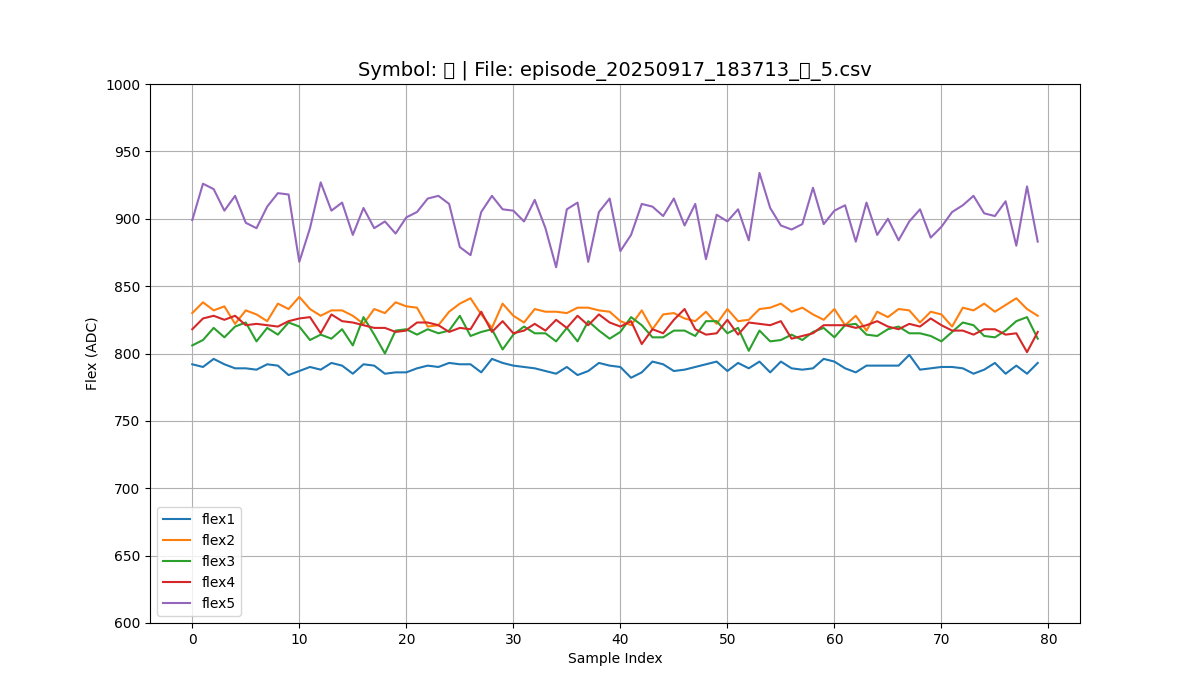 Symbol: | File: episode_20250917_183713_ _5.csv
1000
950
900
850
800
750
700
650
600
Flex (ADC)
flex1
flex2
flex3
flex4
flex5
0 10 20 30 40 50 60 70 80
Sample Index